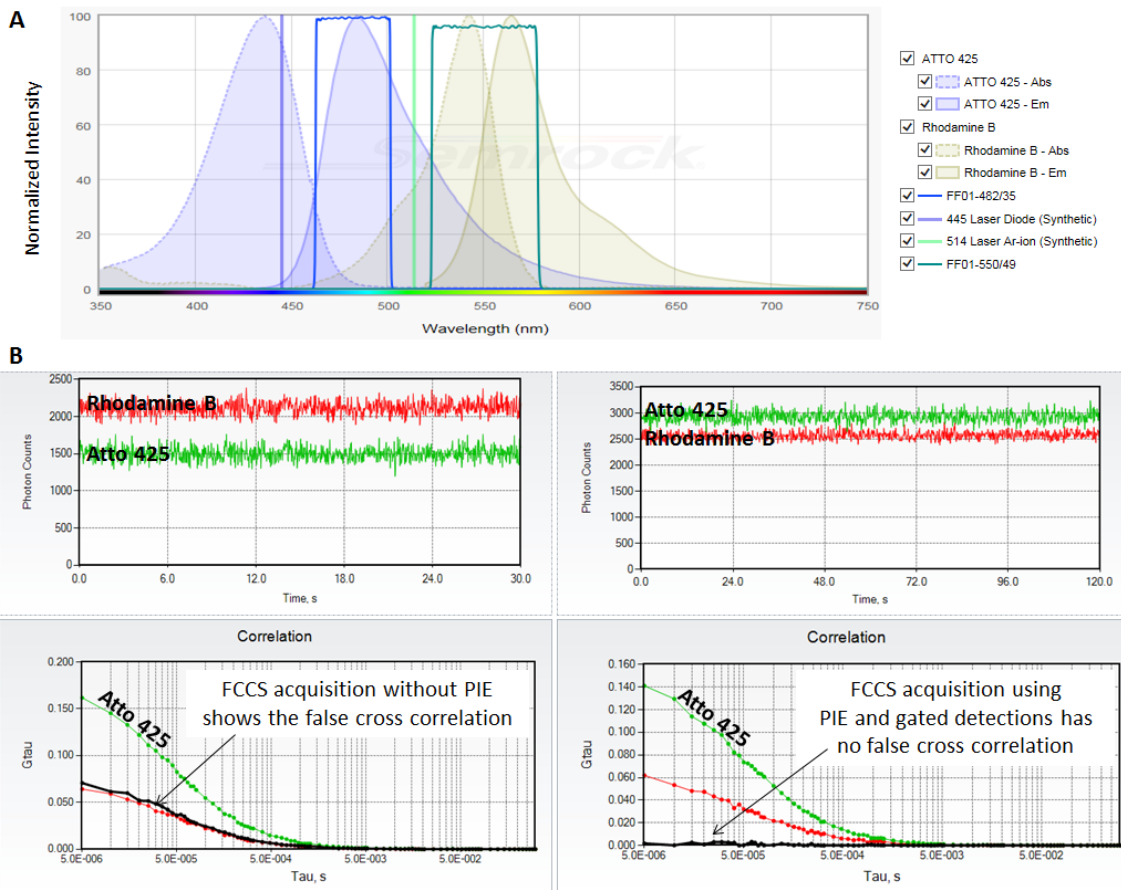 A
Normalized Intensity
100
80
60
40
20
0
350
400
450
500
550
600
650
700
750
Wavelength (nm)
Semrock
ATTO 425
ATTO 425 - Abs
ATTO 425 - Em
Rhodamine B
Rhodamine B - Abs
Rhodamine B - Em
FF01-482/35
445 Laser Diode (Synthetic)
514 Laser Ar-ion (Synthetic)
FF01-550/49
B
Photon Counts
2500
2000
1500
1000
500
0
Rhodamine B
Atto 425
0.0
6.0
12.0
18.0
24.0
30.0
Time, s
Photon Counts
3500
3000
2500
2000
1500
1000
500
0
Atto 425
Rhodamine B
0.0
24.0
48.0
72.0
96.0
120.0
Time, s
Correlation
Gtau
0.200
0.150
0.100
0.050
0.000
Atto 425
FCCS acquisition without PIE
shows the false cross correlation
5.0E-006
5.0E-005
5.0E-004
5.0E-003
5.0E-002
Tau, s
Correlation
Gtau
0.160
0.140
0.120
0.100
0.080
0.060
0.040
0.020
0.000
Atto 425
FCCS acquisition using
PIE and gated detections has
no false cross correlation
5.0E-006
5.0E-005
5.0E-004
5.0E-003
5.0E-002
Tau, s